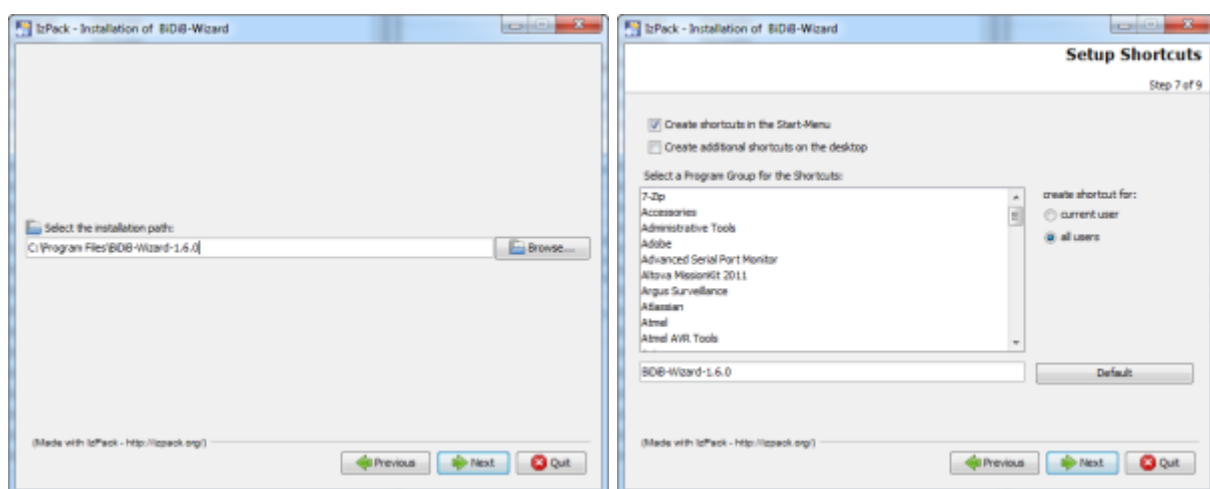 IzPack - Installation of BiDiB-Wizard
Select the installation path:
C:\Program Files\BiDiB-Wizard-1.6.0
Browse...
(Made with IzPack - http://izpack.org/)
Previous
Next
Quit
IzPack - Installation of BiDiB-Wizard
Setup Shortcuts
Step 7 of 9
Create shortcuts in the Start-Menu
Create additional shortcuts on the desktop
Select a Program Group for the Shortcuts:
7-Zip
Accessories
Administrative Tools
Adobe
Advanced Serial Port Monitor
Altova MissionKit 2011
Argus Surveillance
Atlassian
Atmel
Atmel AVR Tools
create shortcut for:
current user
all users
BiDiB-Wizard-1.6.0
Default
(Made with IzPack - http://izpack.org/)
Previous
Next
Quit